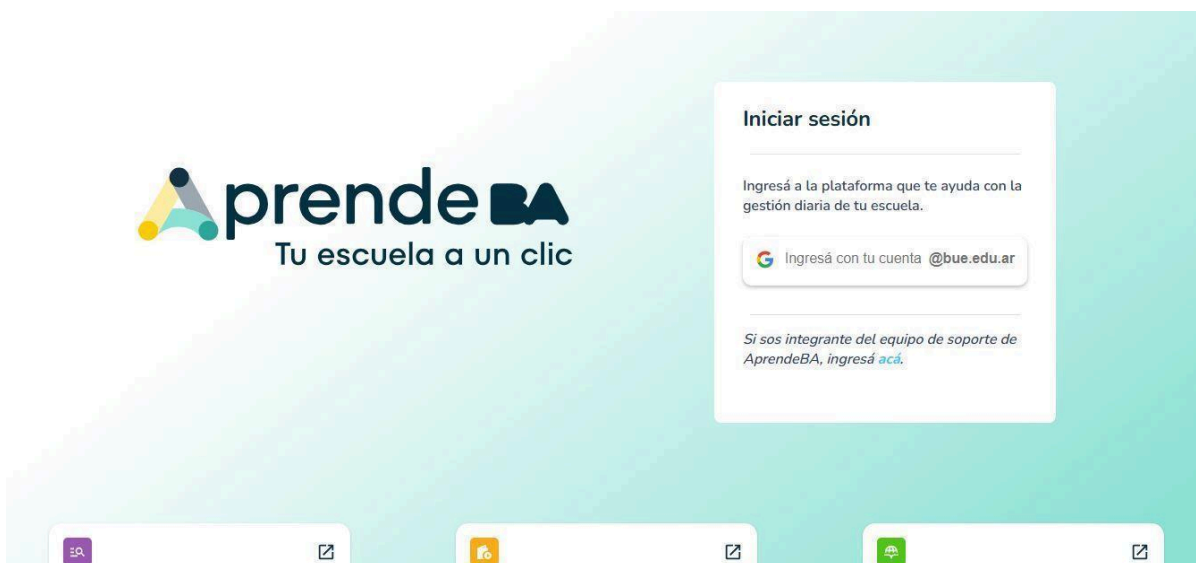 Iniciar sesión
Ingresá a la plataforma que te ayuda con la
gestión diaria de tu escuela.
AprendeBA
Tu escuela a un clic
Ingresá con tu cuenta @bue.edu.ar
Si sos integrante del equipo de soporte de
AprendeBA, ingresá acá.